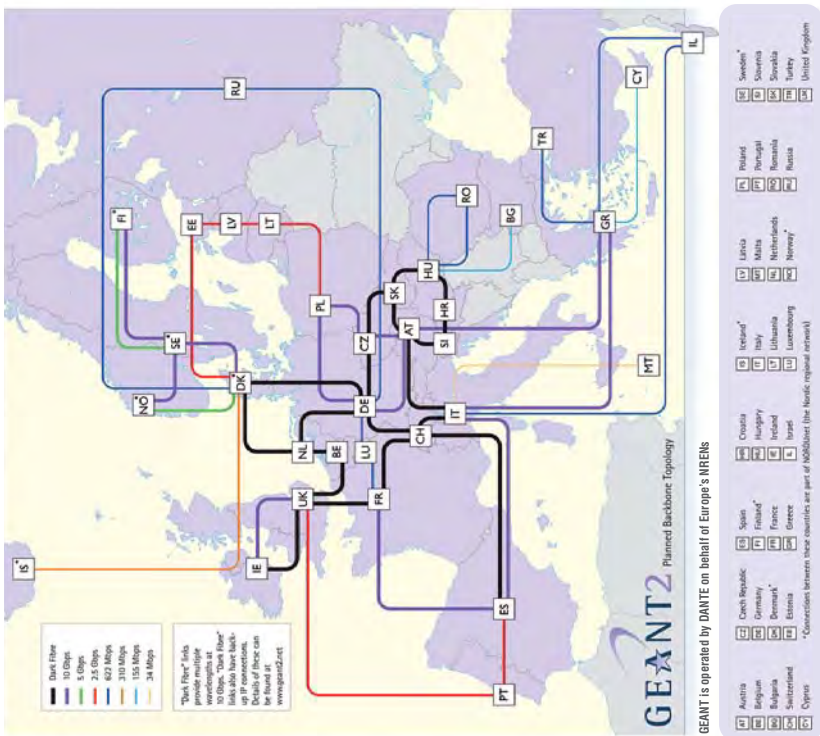 Dark Fibre
10 Gbps
5 Gbps
2.5 Gbps
622 Mbps
310 Mbps
155 Mbps
34 Mbps
"Dark Fibre" links
provide multiple
wavelengths at
10 Gbps. "Dark Fibre"
links also have back-
up IP connections.
Details of these can
be found at
www.geant2.net
IS*
FI*
RU
NO*
SE*
EE
LV
LT
DK*
IE
UK
NL
BE
PL
DE
LU
CZ
SK
FR
CH
AT
HU
RO
BG
SI
HR
IT
PT
ES
MT
GR
TR
CY
IL
GEANT2
Planned Backbone Topology
GEANT is operated by DANTE on behalf of Europe's NRENs
AT Austria
BE Belgium
BG Bulgaria
CH Switzerland
CY Cyprus
CZ Czech Republic
DE Germany
DK Denmark*
EE Estonia
ES Spain
FI Finland*
FR France
GR Greece
HR Croatia
HU Hungary
IE Ireland
IL Israel
IS Iceland*
IT Italy
LT Lithuania
LU Luxembourg
LV Latvia
MT Malta
NL Netherlands
NO Norway*
PL Poland
PT Portugal
RO Romania
RU Russia
SE Sweden*
SI Slovenia
SK Slovakia
TR Turkey
UK United Kingdom
*Connections between these countries are part of NORDUnet (the Nordic regional network)